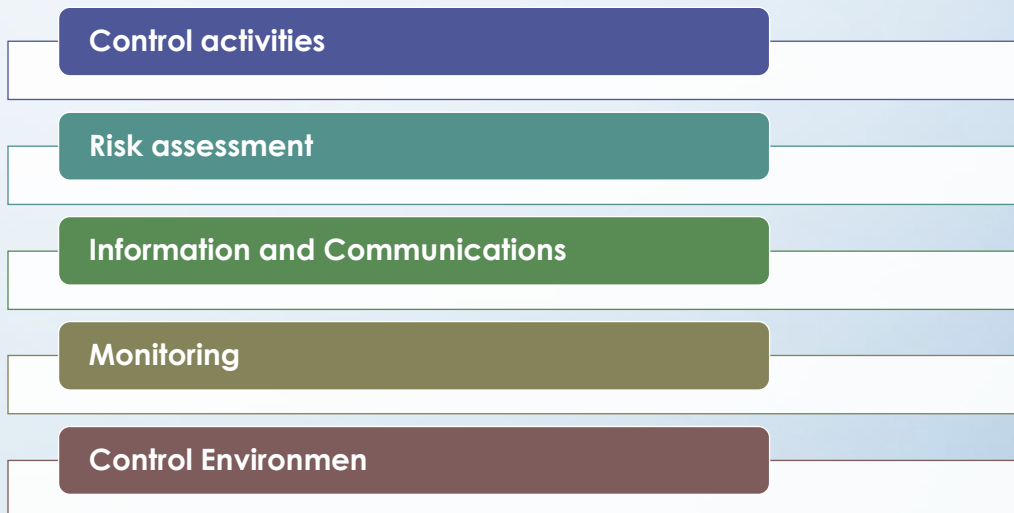 Control activities
Risk assessment
Information and Communications
Monitoring
Control Environmen